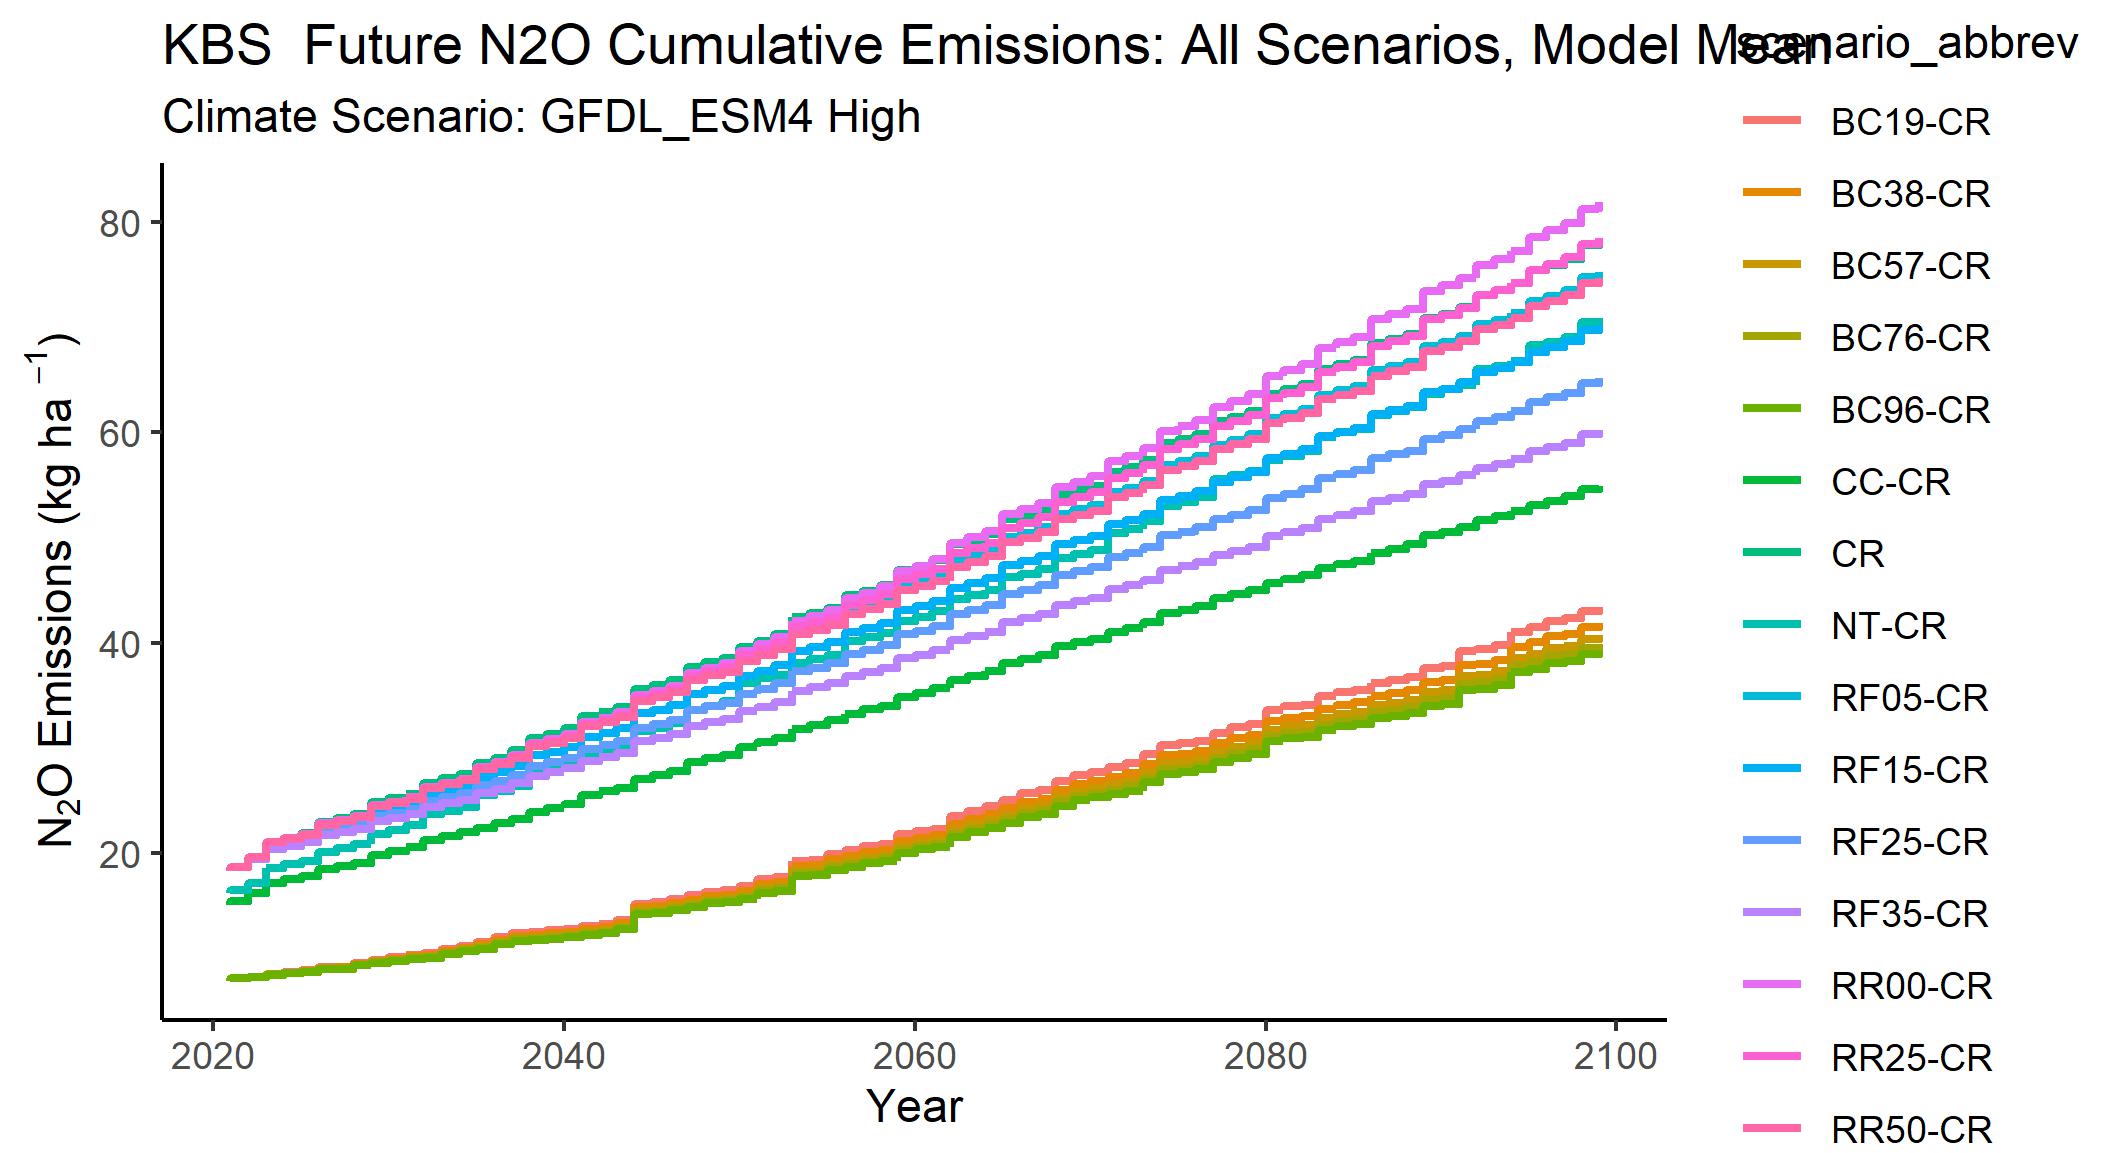 KBS  Future N2O Cumulative Emissions: All Scenarios, Model Mean
Climate Scenario: GFDL_ESM4 High
scenario_abbrev
BC19-CR
BC38-CR
BC57-CR
BC76-CR
BC96-CR
CC-CR
CR
NT-CR
RF05-CR
RF15-CR
RF25-CR
RF35-CR
RR00-CR
RR25-CR
RR50-CR
N₂O Emissions (kg ha ⁻¹)
80
60
40
20
2020 2040 2060 2080 2100
Year